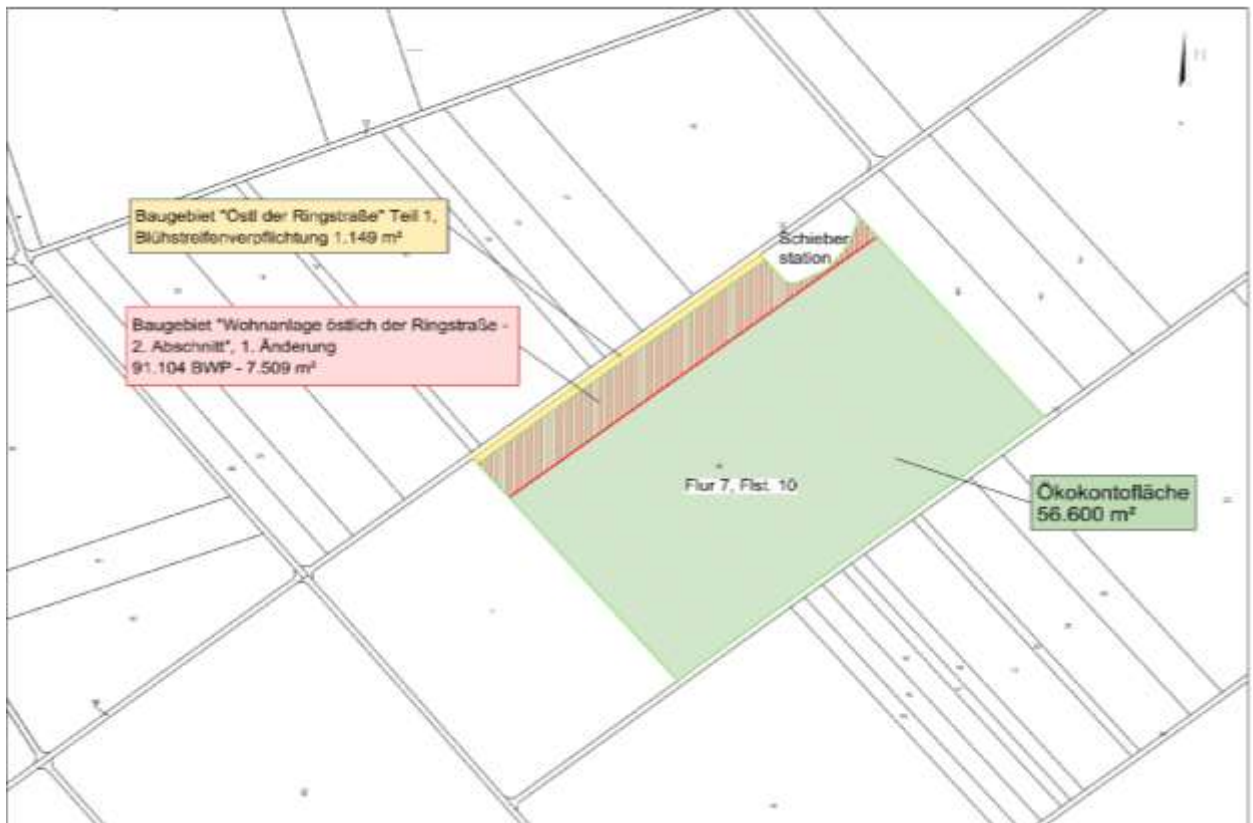 N
Baugebiet "Östl der Ringstraße" Teil 1,
Blühstreifenverpflichtung 1.149 m²
Schieber
station
Baugebiet "Wohnanlage östlich der Ringstraße -
2. Abschnitt", 1. Änderung
91.104 BWP - 7.509 m²
Flur 7, Flst. 10
Ökokontofläche
56.600 m²